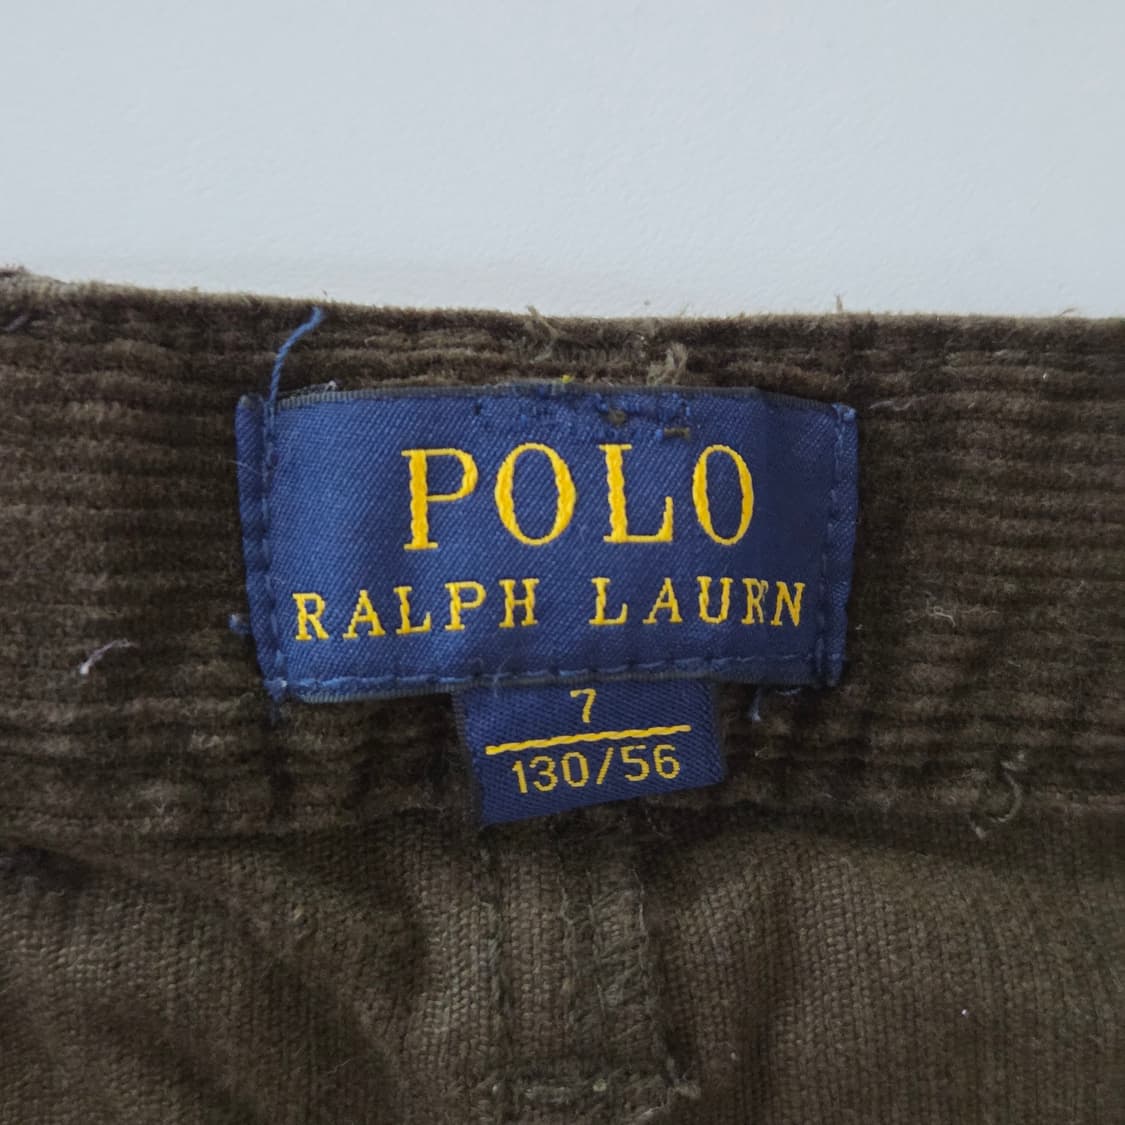 POLO
RALPH LAURN
7
130/56